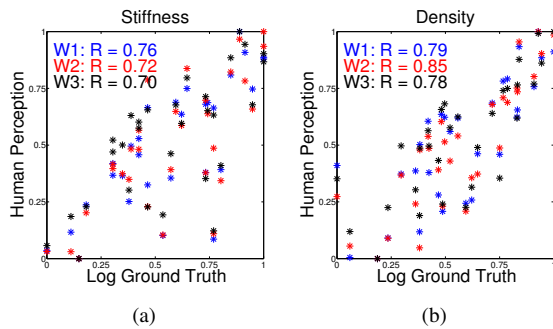 Stiffness
W1: R = 0.76
W2: R = 0.72
W3: R = 0.70
Human Perception
1
0.75
0.5
0.25
0
0 0.25 0.5 0.75 1
Log Ground Truth
(a)
Density
W1: R = 0.79
W2: R = 0.85
W3: R = 0.78
Human Perception
1
0.75
0.5
0.25
0
0 0.25 0.5 0.75 1
Log Ground Truth
(b)